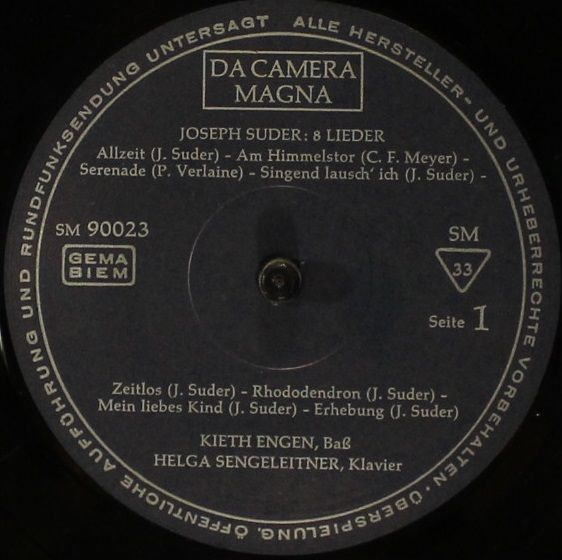 ALLE HERSTELLER- UND URHEBERRECHTE VORBEHALTEN · ÜBERSPIELUNG, ÖFFENTLICHE AUFFÜHRUNG UND RUNDFUNKSENDUNG UNTERSAGT
DA CAMERA
MAGNA
JOSEPH SUDER: 8 LIEDER
Allzeit (J. Suder) – Am Himmelstor (C. F. Meyer) –
Serenade (P. Verlaine) – Singend lausch' ich (J. Suder) –
SM 90023
GEMA
BIEM
SM
33
Seite 1
Zeitlos (J. Suder) – Rhododendron (J. Suder) –
Mein liebes Kind (J. Suder) – Erhebung (J. Suder)
KIETH ENGEN, Baß
HELGA SENGELEITNER, Klavier